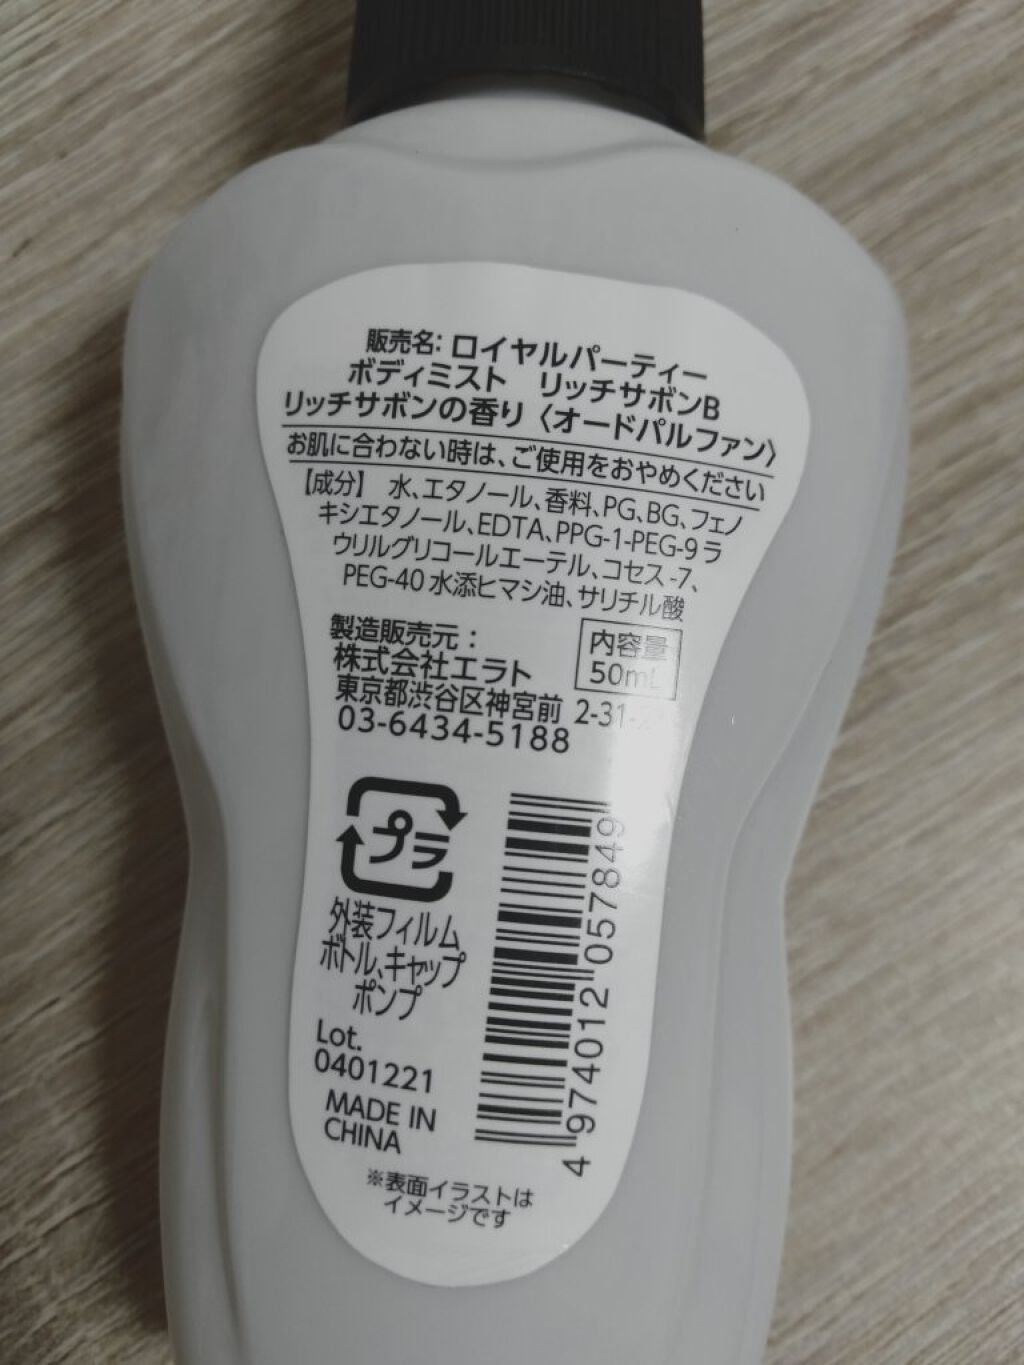 販売名:ロイヤルパーティー
ボディミスト リッチサボンB
リッチサボンの香り〈オードパルファン〉
お肌に合わない時は、ご使用をおやめください
【成分】 水、エタノール、香料、PG、BG、フェノ
キシエタノール、EDTA、PPG-1-PEG-9 ラ
ウリルグリコールエーテル、コセス -7、
PEG-40 水添ヒマシ油、サリチル酸
製造販売元:
株式会社エラト
東京都渋谷区神宮前 2-31-
03-6434-5188
内容量
50mL
プラ
外装フィルム
ボトル、キャップ
ポンプ
Lot.
0401221
MADE IN
CHINA
4 974012 057849
※表面イラストは
イメージです